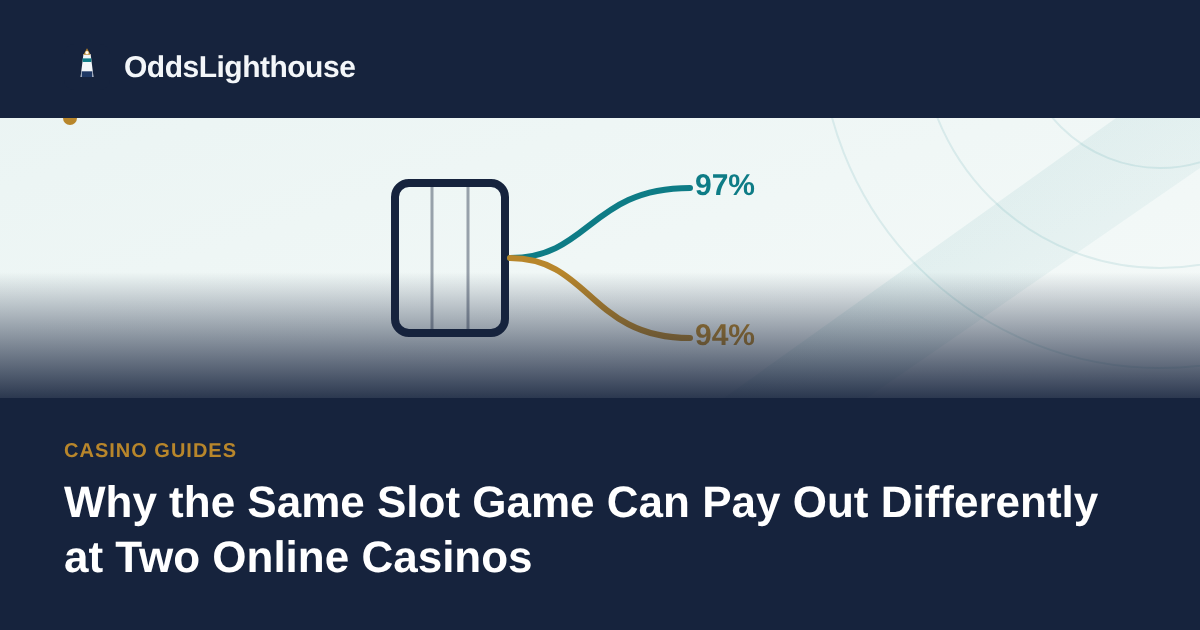 OddsLighthouse
97%
94%
CASINO GUIDES
Why the Same Slot Game Can Pay Out Differently
at Two Online Casinos